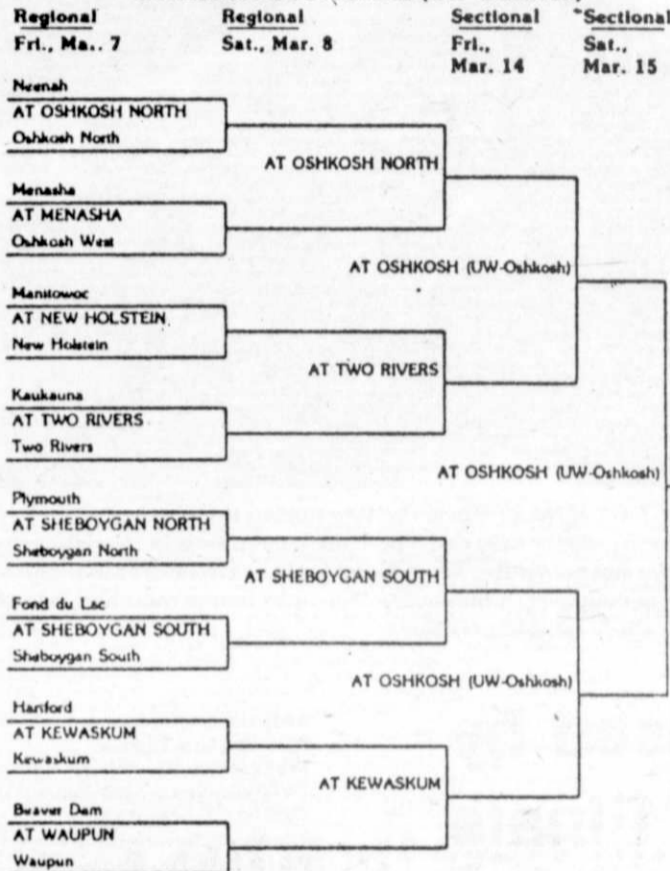 Regional Regional Sectional *Sectional
Fri., Ma.. 7 Sat., Mar. 8 Fri., Sat.,
Mar. 14 Mar. 15
Neenah
AT OSHKOSH NORTH
Oshkosh North
AT OSHKOSH NORTH
Menasha
AT MENASHA
Oshkosh West
AT OSHKOSH (UW-Oshkosh)
Manitowoc
AT NEW HOLSTEIN
New Holstein
AT TWO RIVERS
Kaukauna
AT TWO RIVERS
Two Rivers
AT OSHKOSH (UW-Oshkosh)
Plymouth
AT SHEBOYGAN NORTH
Sheboygan North
AT SHEBOYGAN SOUTH
Fond du Lac
AT SHEBOYGAN SOUTH
Sheboygan South
AT OSHKOSH (UW-Oshkosh)
Hartford
AT KEWASKUM
Kewaskum
AT KEWASKUM
Beaver Dam
AT WAUPUN
Waupun